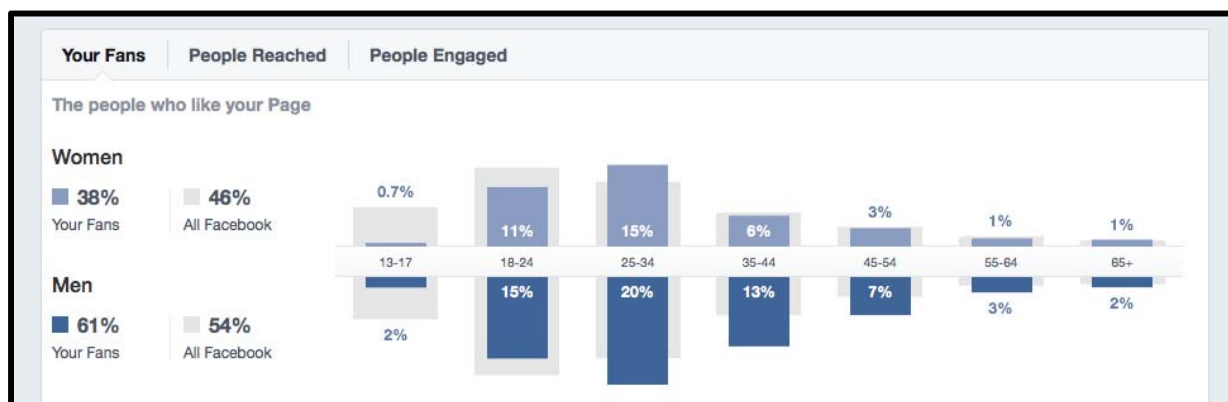 Your Fans People Reached People Engaged
The people who like your Page
Women
38% 46%
Your Fans All Facebook
0.7% 11% 15% 6% 3% 1% 1%
13-17 18-24 25-34 35-44 45-54 55-64 65+
Men
61% 54%
Your Fans All Facebook
2% 15% 20% 13% 7% 3% 2%